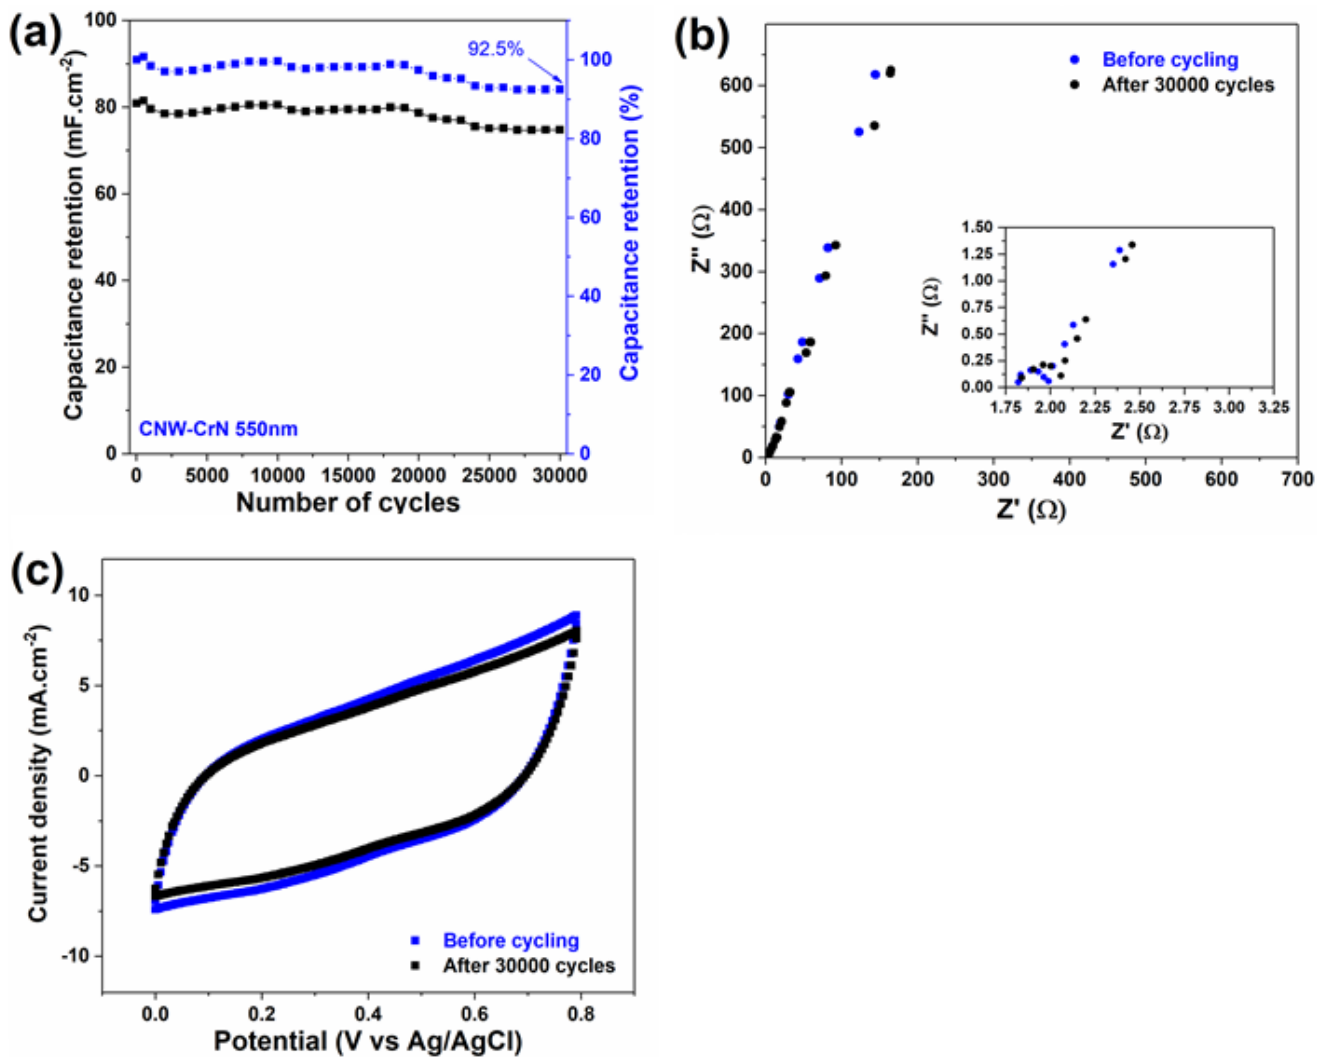 (a)
100
80
60
40
20
0
Capacitance retention (mF.cm-2)
92.5%
100
80
60
40
20
0
Capacitance retention (%)
CNW-CrN 550nm
0 5000 10000 15000 20000 25000 30000
Number of cycles
(b)
600
500
400
300
200
100
0
Z'' (Ω)
Before cycling
After 30000 cycles
1.50
1.25
1.00
0.75
0.50
0.25
0.00
Z'' (Ω)
1.75 2.00 2.25 2.50 2.75 3.00 3.25
Z' (Ω)
0 100 200 300 400 500 600 700
Z' (Ω)
(c)
10
5
0
-5
-10
Current density (mA.cm-2)
Before cycling
After 30000 cycles
0.0 0.2 0.4 0.6 0.8
Potential (V vs Ag/AgCl)